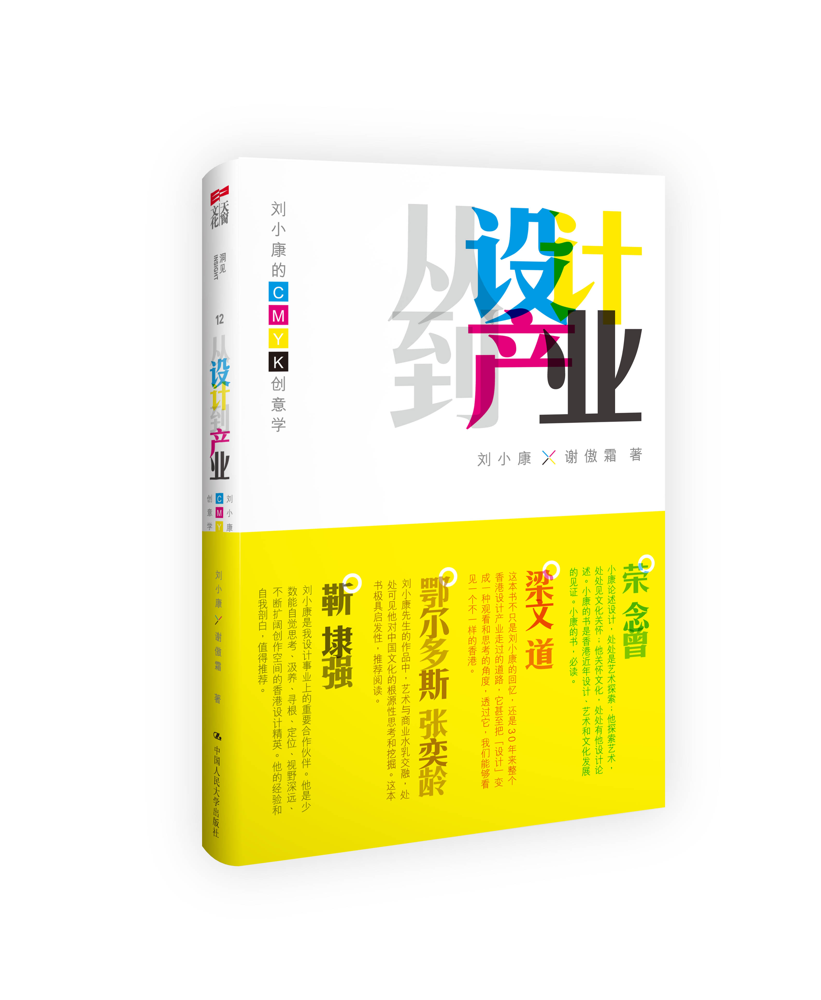 天窗
文化
洞见
INSIGHT
12
从设计到产业
刘小康
CMY
创意学
刘小康×谢傲霜 著
中国人民大学出版社
刘小康的CMYK创意学
从设计
到产业
刘小康×谢傲霜 著
荣念曾
小康论述设计，处处是艺术探索；他探索艺术，
处处见文化关怀；他关怀文化，处处有他设计论
述。小康的书是香港近年设计、艺术和文化发展
的见证。小康的书，必读。
梁文道
这本书不只是刘小康的回忆，还是30年来整个
香港设计产业走过的道路，它甚至把「设计」变
成一种观看和思考的角度，透过它，我们能够看
见一个不一样的香港。
鄂尔多斯 张奕龄
刘小康先生的作品中，艺术与商业水乳交融，处
处可见他对中国文化的根源性思考和挖掘。这本
书极具启发性，推荐阅读。
靳埭强
刘小康是我设计事业上的重要合作伙伴。他是少
数能自觉思考、汲养、寻根、定位、视野深远、
不断扩阔创作空间的香港设计精英。他的经验和
自我剖白，值得推荐。